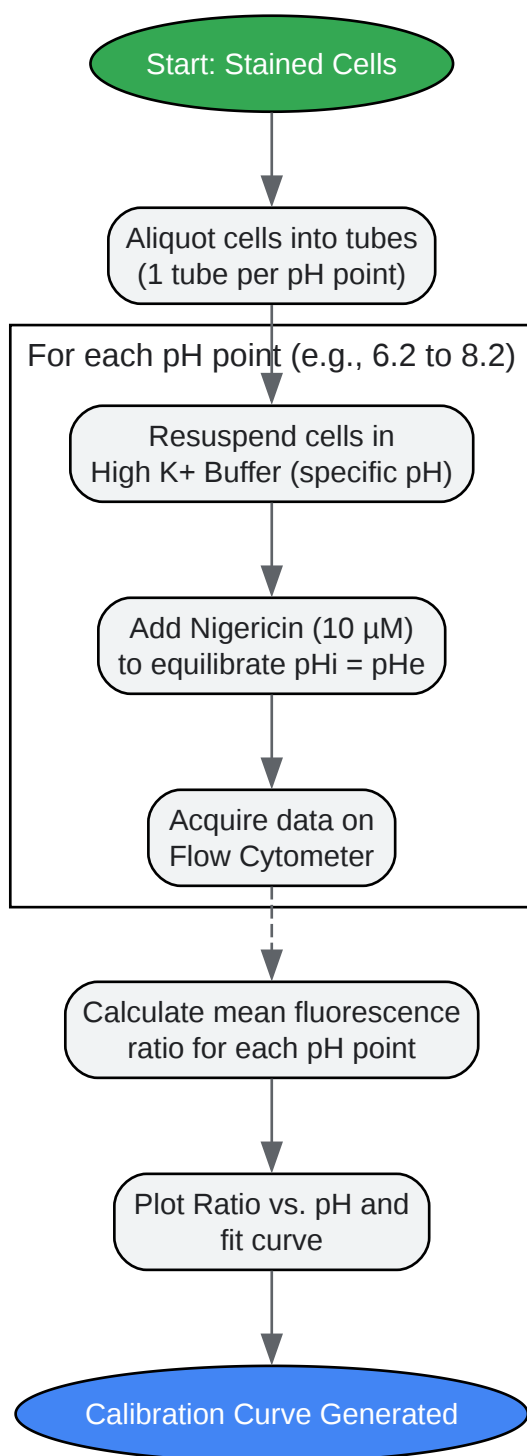 Start: Stained Cells
Aliquot cells into tubes
(1 tube per pH point)
For each pH point (e.g., 6.2 to 8.2)
Resuspend cells in
High K+ Buffer (specific pH)
Add Nigericin (10 µM)
to equilibrate pHi = pHe
Acquire data on
Flow Cytometer
Calculate mean fluorescence
ratio for each pH point
Plot Ratio vs. pH and
fit curve
Calibration Curve Generated